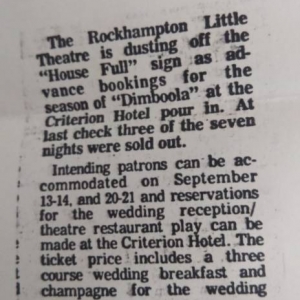 The Rockhampton Little
Theatre is dusting off the
"House Full" sign as ad-
vance bookings for the
season of "Dimboola" at the
Criterion Hotel pour in. At
last check three of the seven
nights were sold out.
Intending patrons can be ac-
commodated on September
13-14, and 20-21 and reservations
for the wedding reception/
theatre restaurant play can be
made at the Criterion Hotel. The
ticket price includes a three
course wedding breakfast and
champagne for the wedding